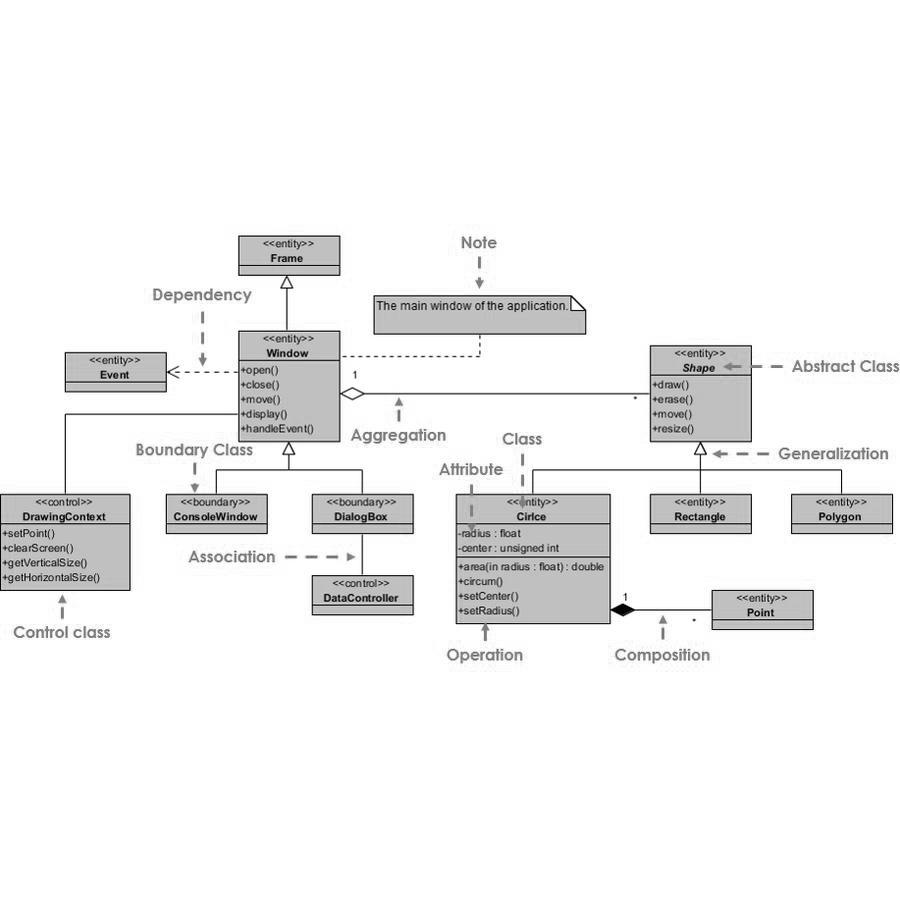 Note
<<entity>>
Frame
Dependency
The main window of the application.
<<entity>>
Window
+open()
+close()
+move()
+display()
+handleEvent()
<<entity>>
Event
1
*
<<entity>>
Shape
+draw()
+erase()
+move()
+resize()
Abstract Class
Aggregation
Class
Boundary Class
Generalization
Attribute
<<control>>
DrawingContext
+setPoint()
+clearScreen()
+getVerticalSize()
+getHorizontalSize()
<<boundary>>
ConsoleWindow
<<boundary>>
DialogBox
<<entity>>
Cirlce
-radius : float
-center : unsigned int
+area(in radius : float) : double
+circum()
+setCenter()
+setRadius()
<<entity>>
Rectangle
<<entity>>
Polygon
Association
<<control>>
DataController
1
*
<<entity>>
Point
Control class
Operation
Composition